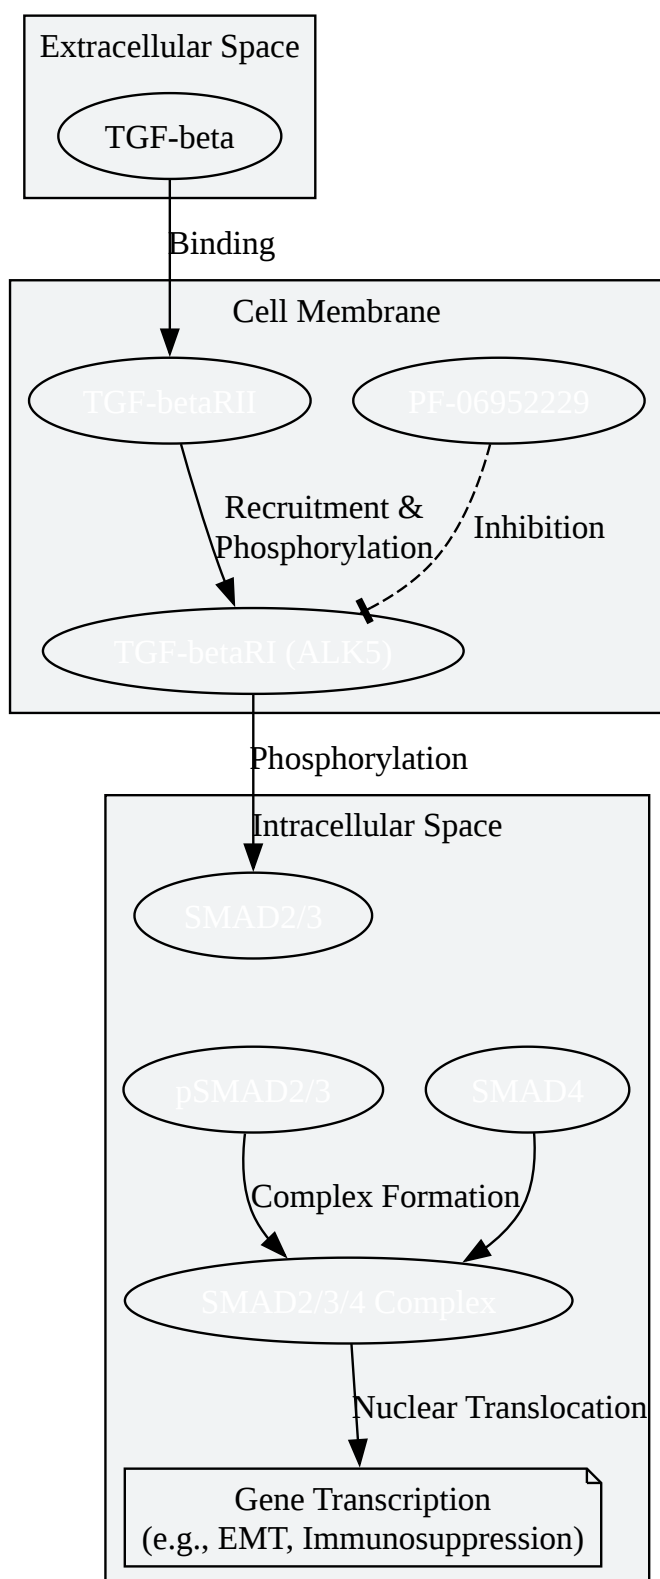 Extracellular Space
TGF-beta
Binding
Cell Membrane
TGF-betaRII
PF-06952229
Recruitment &
Phosphorylation
Inhibition
TGF-betaRI (ALK5)
Phosphorylation
Intracellular Space
SMAD2/3
pSMAD2/3
SMAD4
Complex Formation
SMAD2/3/4 Complex
Nuclear Translocation
Gene Transcription
(e.g., EMT, Immunosuppression)